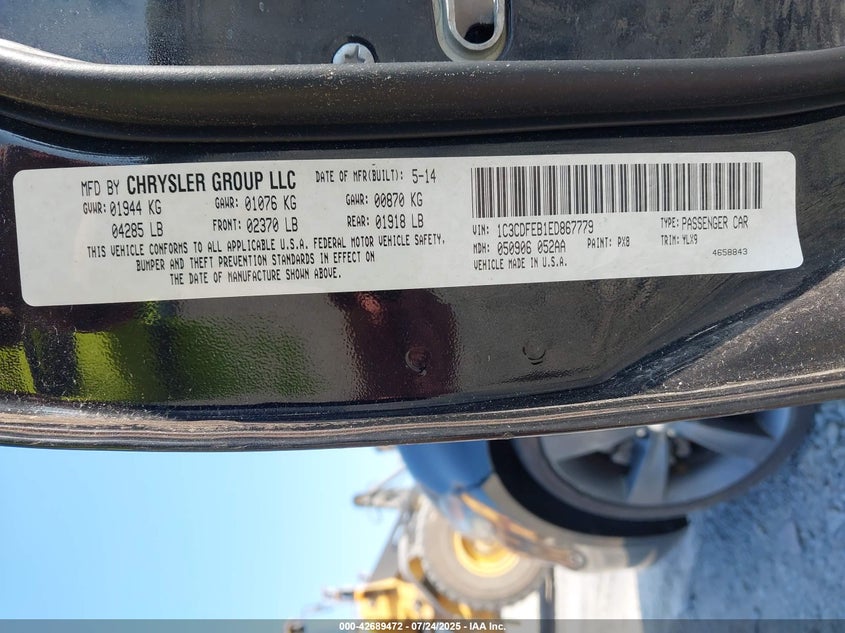 MFD BY CHRYSLER GROUP LLC DATE OF MFR(BUILT): 5-14
GVWR: 01944 KG GAWR: 01076 KG GAWR: 00870 KG
04285 LB FRONT: 02370 LB REAR: 01918 LB
THIS VEHICLE CONFORMS TO ALL APPLICABLE U.S.A. FEDERAL MOTOR VEHICLE SAFETY,
BUMPER AND THEFT PREVENTION STANDARDS IN EFFECT ON
THE DATE OF MANUFACTURE SHOWN ABOVE.
VIN: 1C3CDFEB1ED867779 TYPE: PASSENGER CAR
MDH: 050906 052AA PAINT: PX8 TRIM: VLX9
VEHICLE MADE IN U.S.A. 4658843
000-42689472 - 07/24/2025 - IAA Inc.